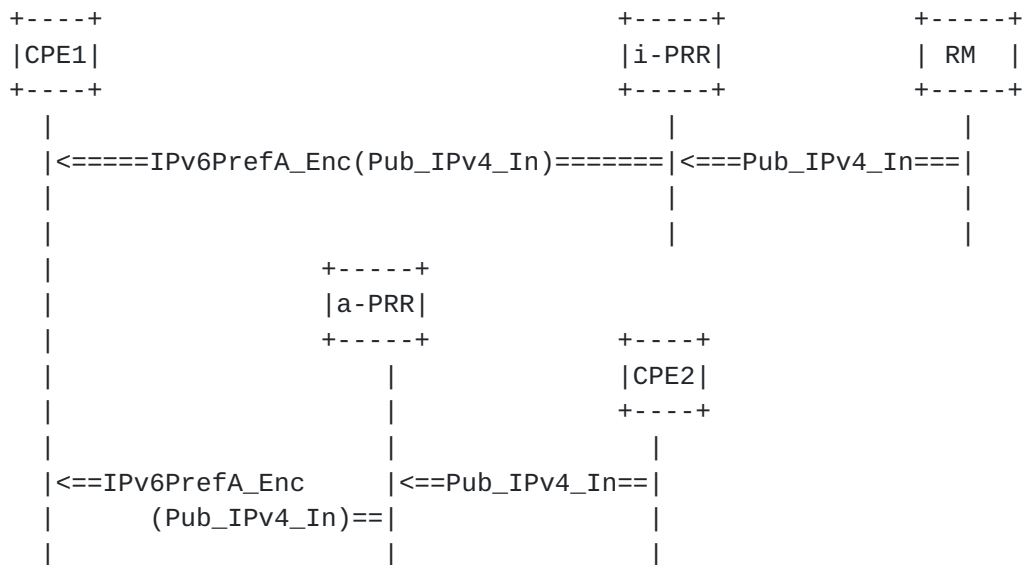 +----+                            +-----+          +-----+
|CPE1|                            |i-PRR|          | RM  |
+----+                            +-----+          +-----+
  |                                  |                |
  |<=====IPv6PrefA_Enc(Pub_IPv4_In)=======|<===Pub_IPv4_In===|
  |                                  |                |
  |                                  |                |
  |               +-----+
  |               |a-PRR|
  |               +-----+           +----+
  |                  |              |CPE2|
  |                  |              +----+
  |                  |                |
  |<==IPv6PrefA_Enc     |<==Pub_IPv4_In==|
  |     (Pub_IPv4_In)==|              |
  |                  |                |